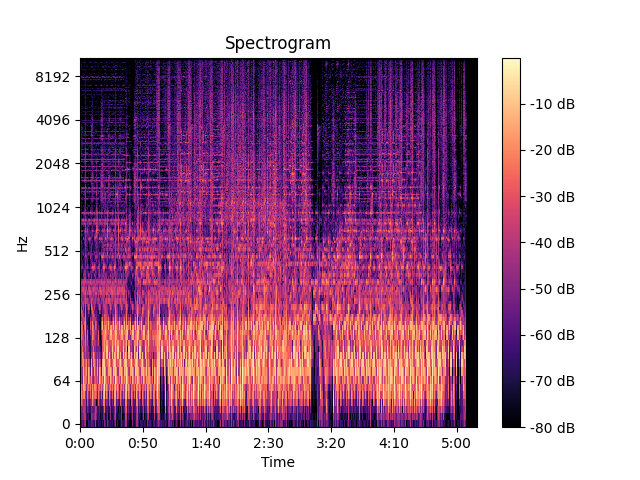 Spectrogram
8192
4096
2048
1024
512
256
128
64
0
Hz
0:00 0:50 1:40 2:30 3:20 4:10 5:00
Time
-10 dB
-20 dB
-30 dB
-40 dB
-50 dB
-60 dB
-70 dB
-80 dB